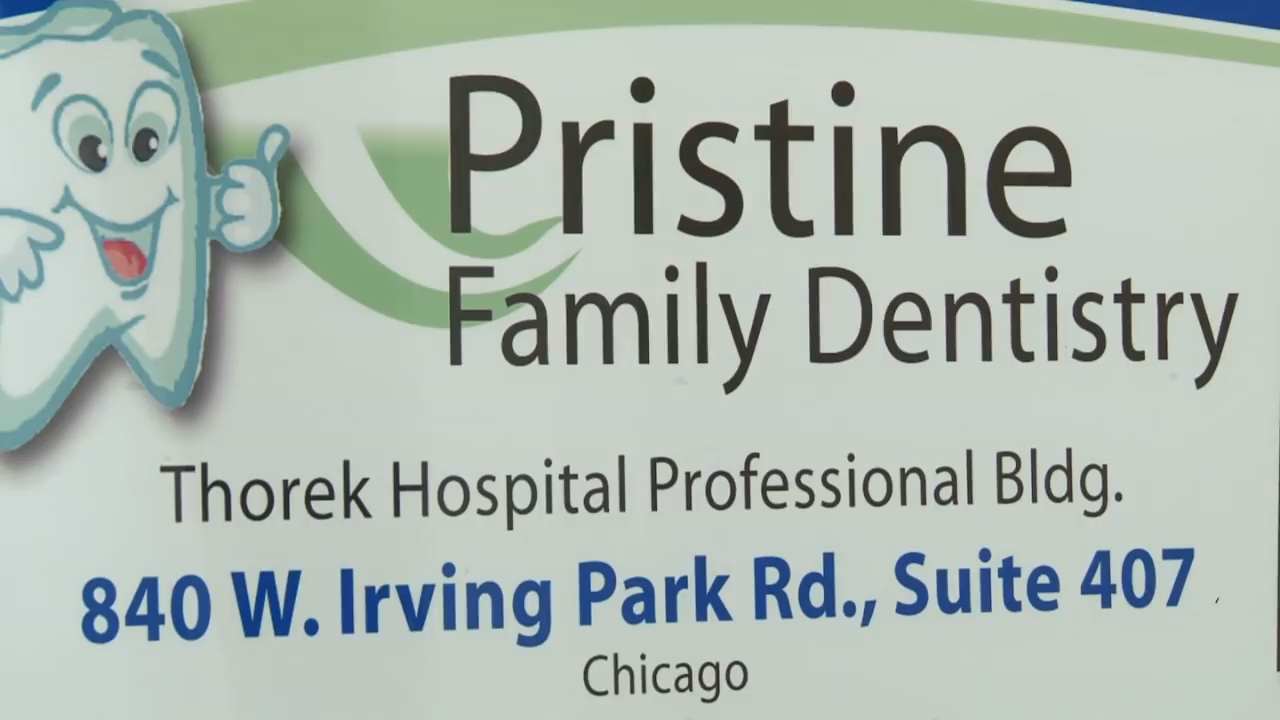 Pristine
Family Dentistry
Thorek Hospital Professional Bldg.
840 W. Irving Park Rd., Suite 407
Chicago